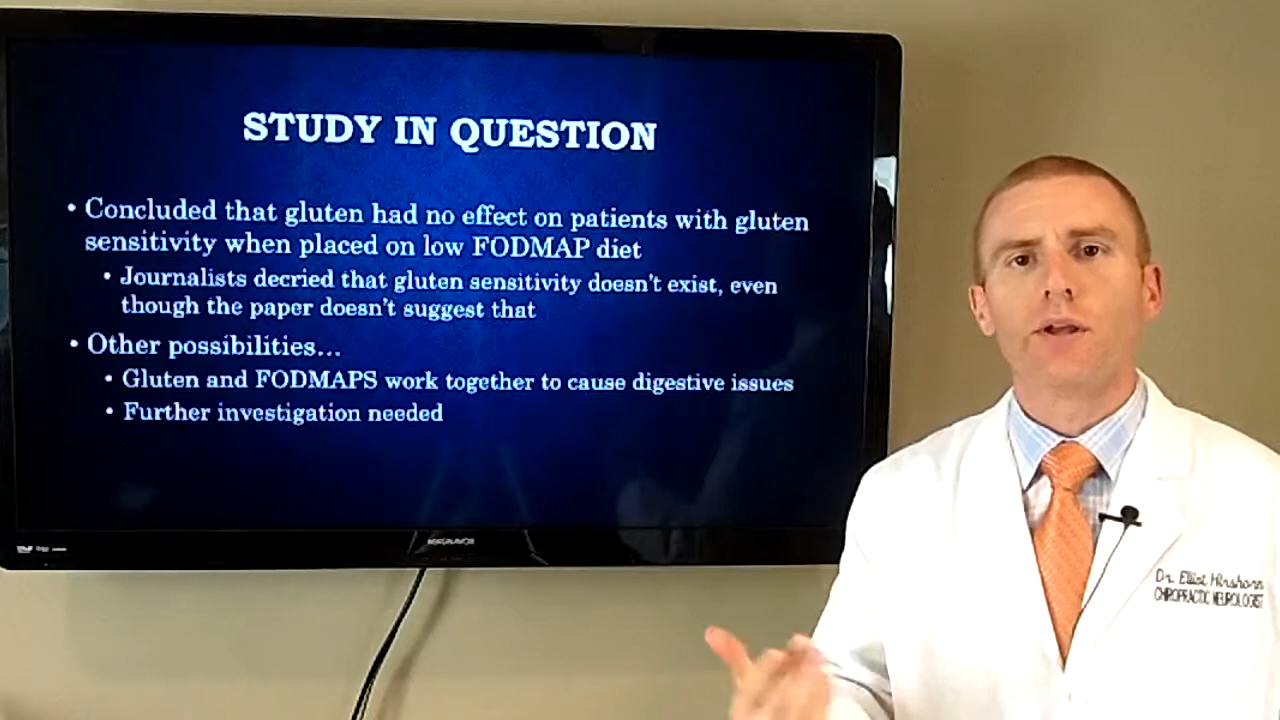 STUDY IN QUESTION
• Concluded that gluten had no effect on patients with gluten
sensitivity when placed on low FODMAP diet
• Journalists decried that gluten sensitivity doesn't exist, even
though the paper doesn't suggest that
• Other possibilities...
• Gluten and FODMAPS work together to cause digestive issues
• Further investigation needed
MAGNAVOX
Dr. Elliot Hirshorn
CHIROPRACTIC NEUROLOGIST